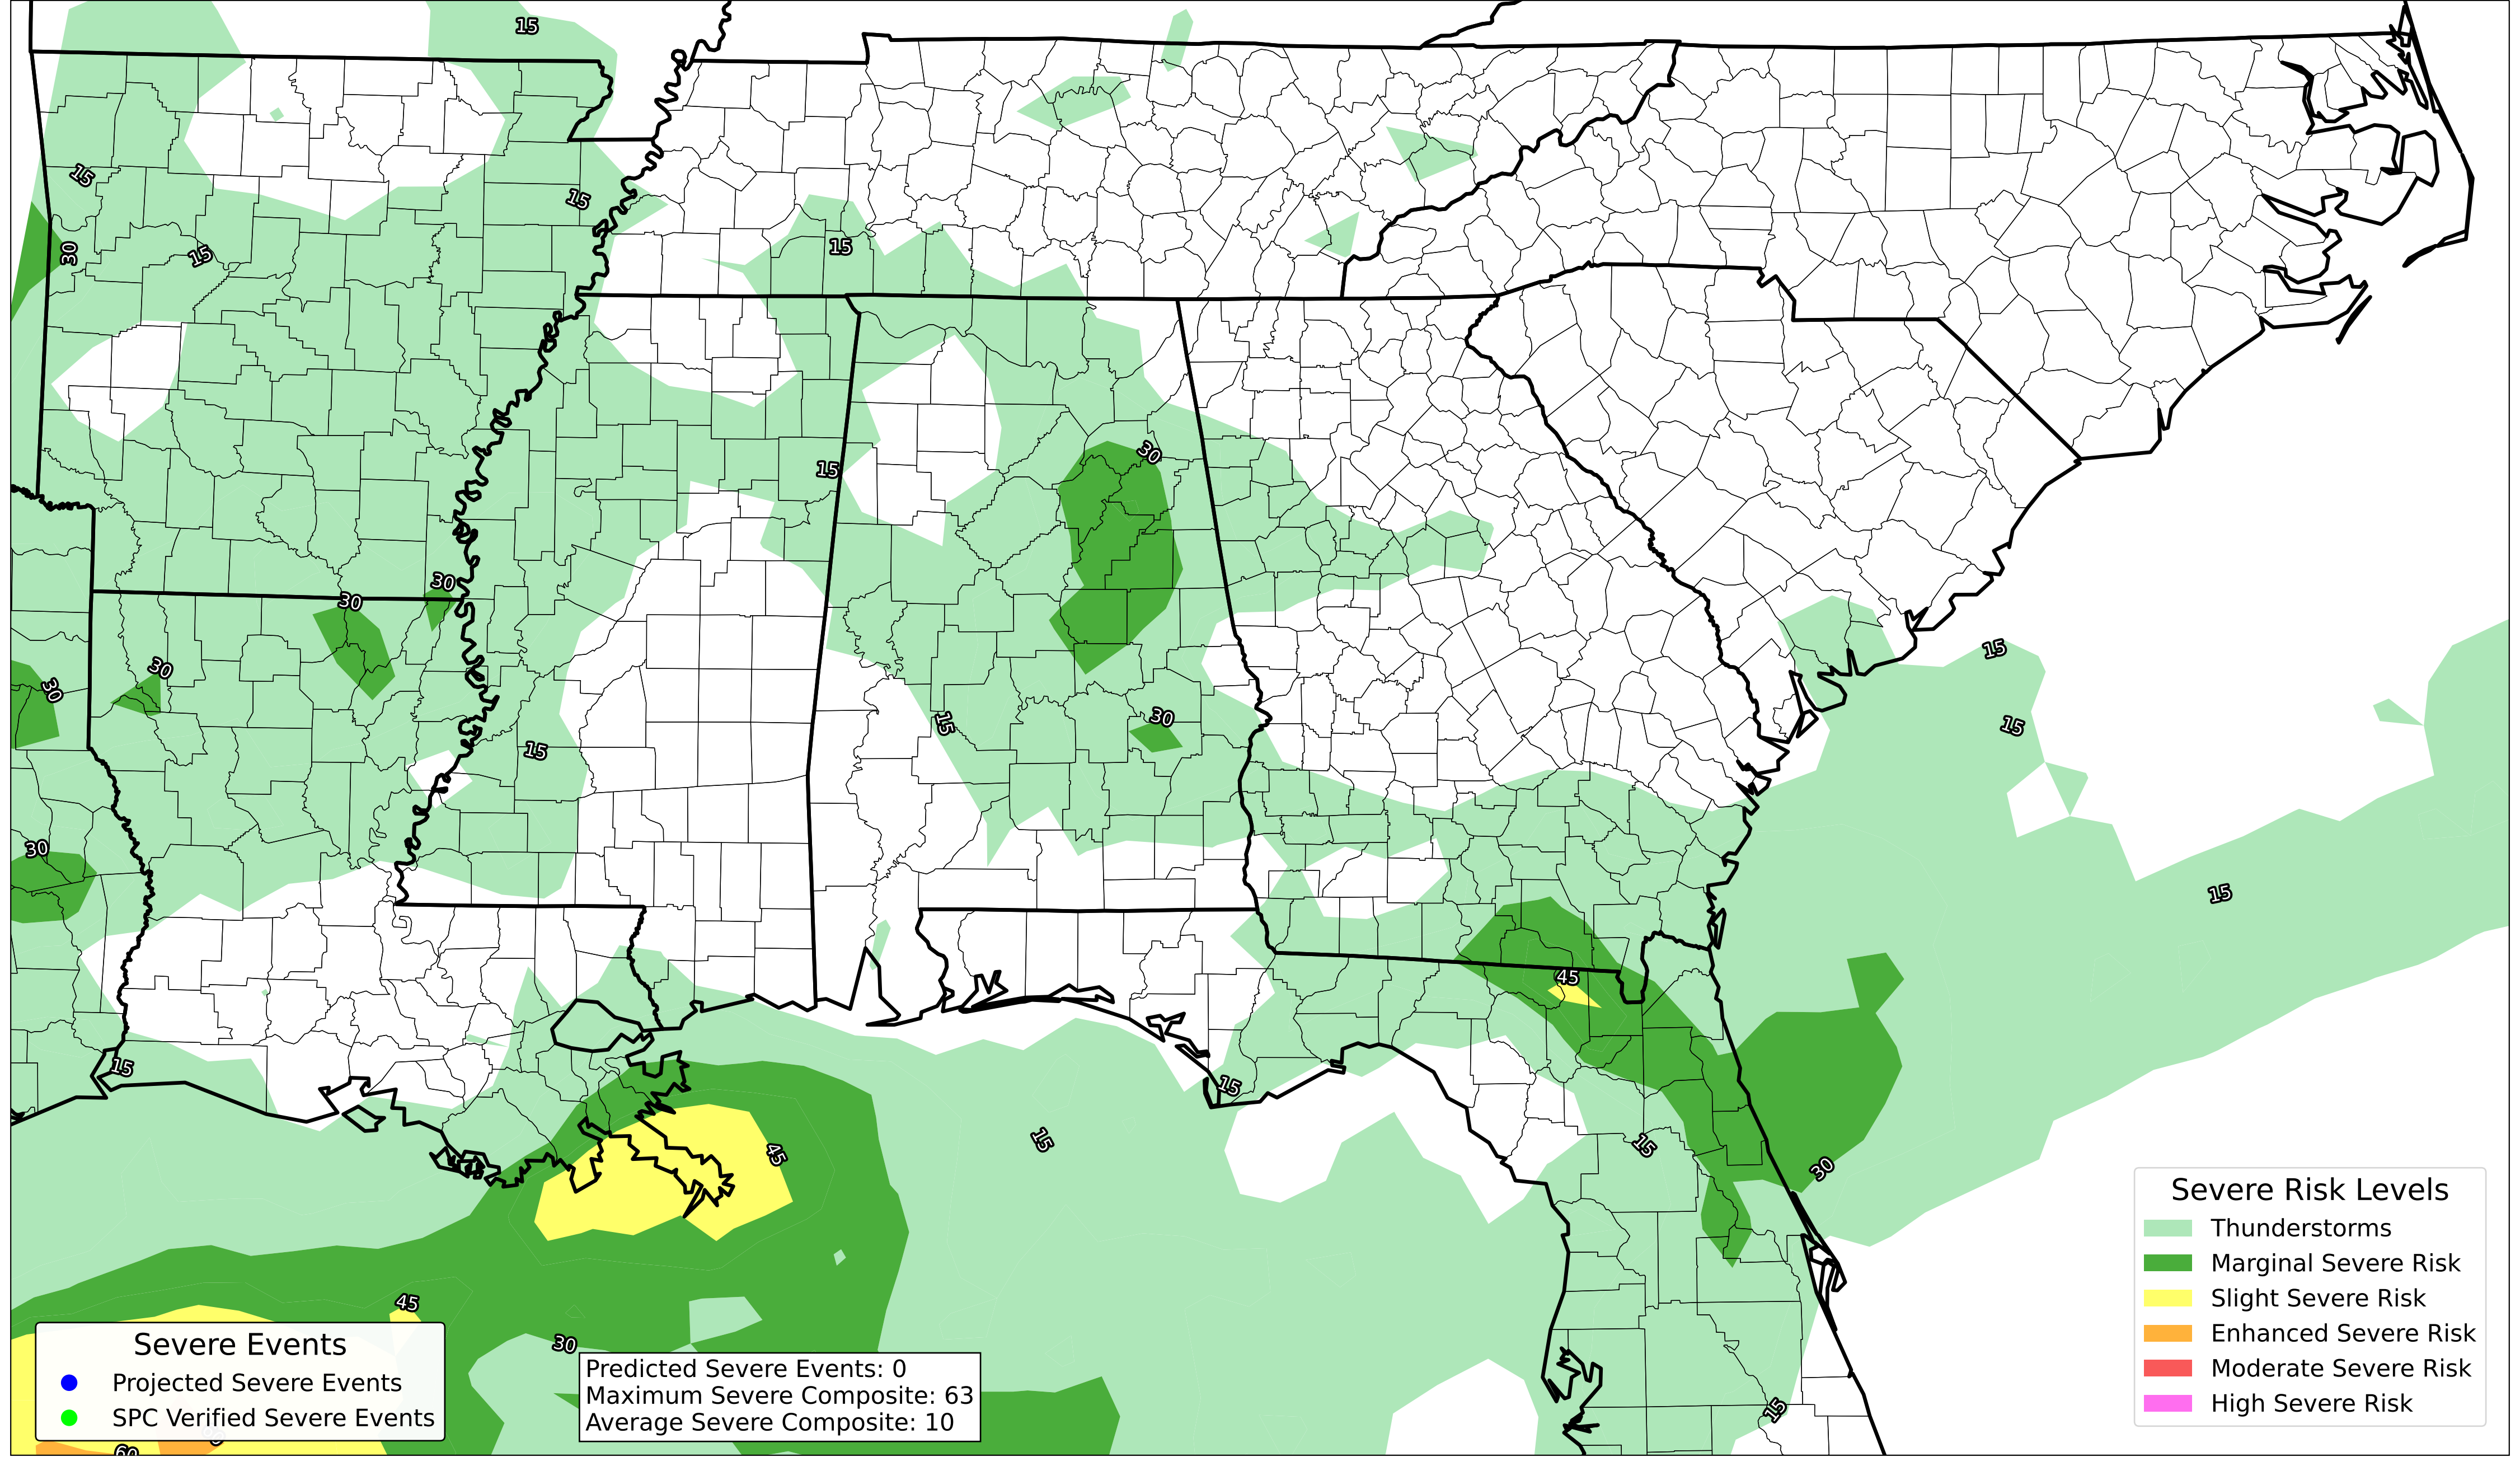 15
15
15
30
15
15
15
30
30
30
30
30
15
30
15
30
15
15
15
30
15
45
15
15
15
45
15
30
45
30
15
60
Severe Risk Levels
Thunderstorms
Marginal Severe Risk
Slight Severe Risk
Enhanced Severe Risk
Moderate Severe Risk
High Severe Risk
Severe Events
Projected Severe Events
SPC Verified Severe Events
Predicted Severe Events: 0
Maximum Severe Composite: 63
Average Severe Composite: 10